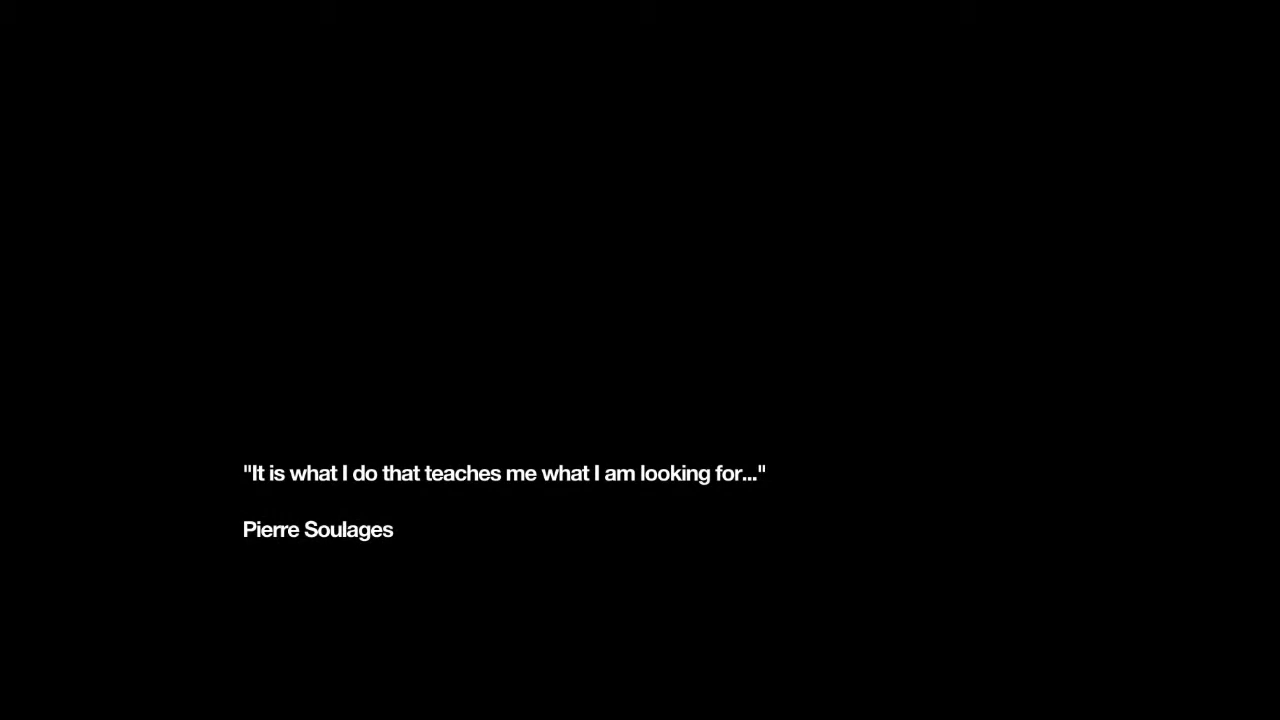 "It is what I do that teaches me what I am looking for..."
Pierre Soulages